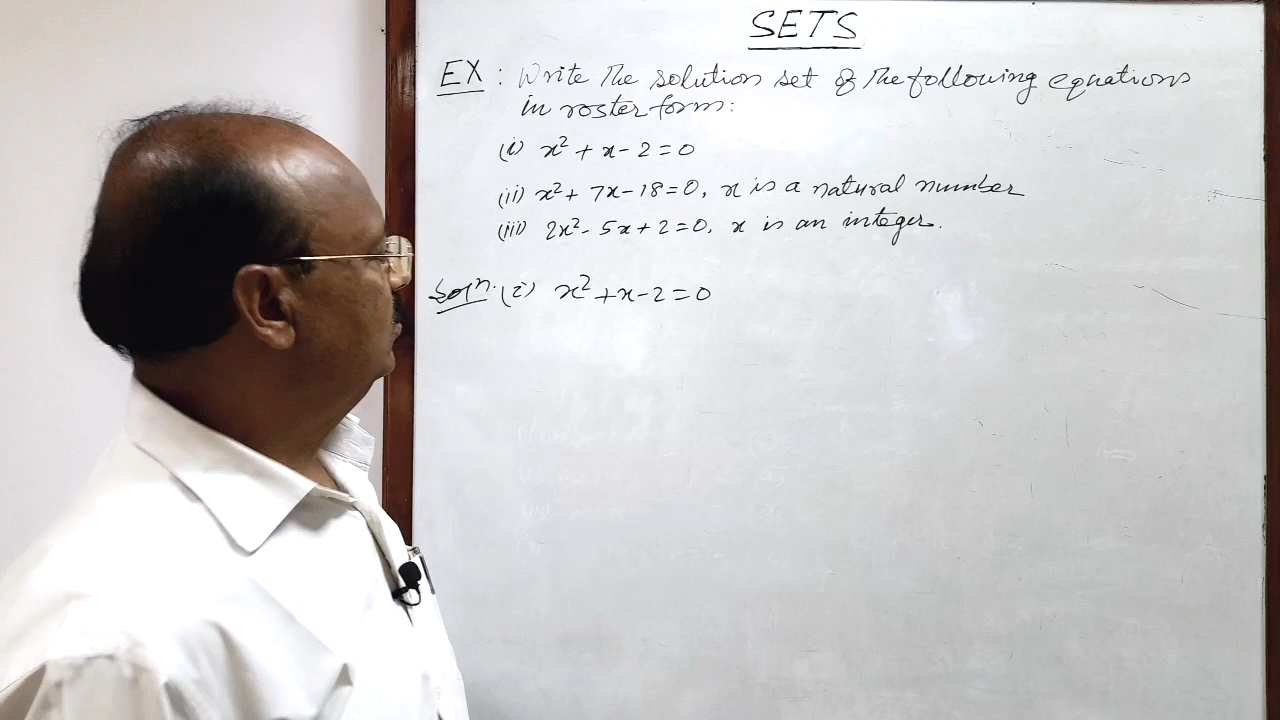 SETS
EX : Write the solution set of the following equations
in roster form:
(i) x² + x - 2 = 0
(ii) x² + 7x - 18 = 0, x is a natural number
(iii) 2x² - 5x + 2 = 0, x is an integer.
Solⁿ. (i) x² + x - 2 = 0